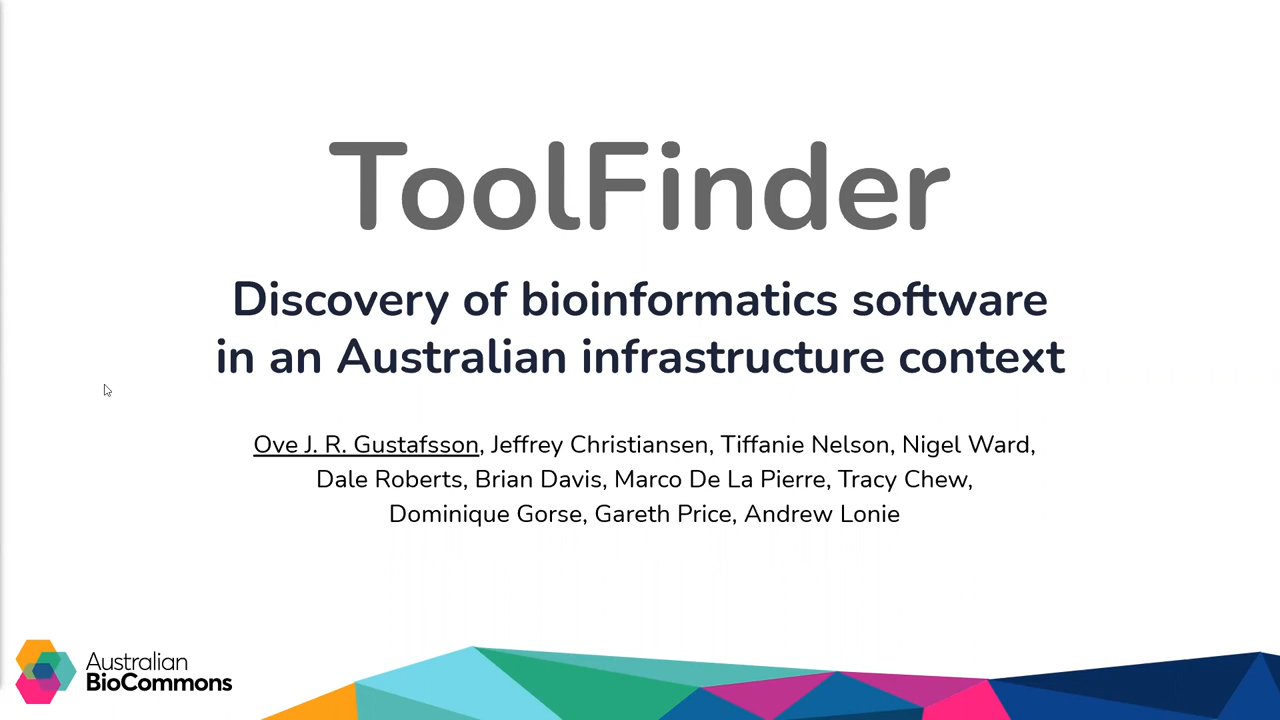 ToolFinder
Discovery of bioinformatics software
in an Australian infrastructure context
Ove J. R. Gustafsson, Jeffrey Christiansen, Tiffanie Nelson, Nigel Ward,
Dale Roberts, Brian Davis, Marco De La Pierre, Tracy Chew,
Dominique Gorse, Gareth Price, Andrew Lonie
Australian
BioCommons